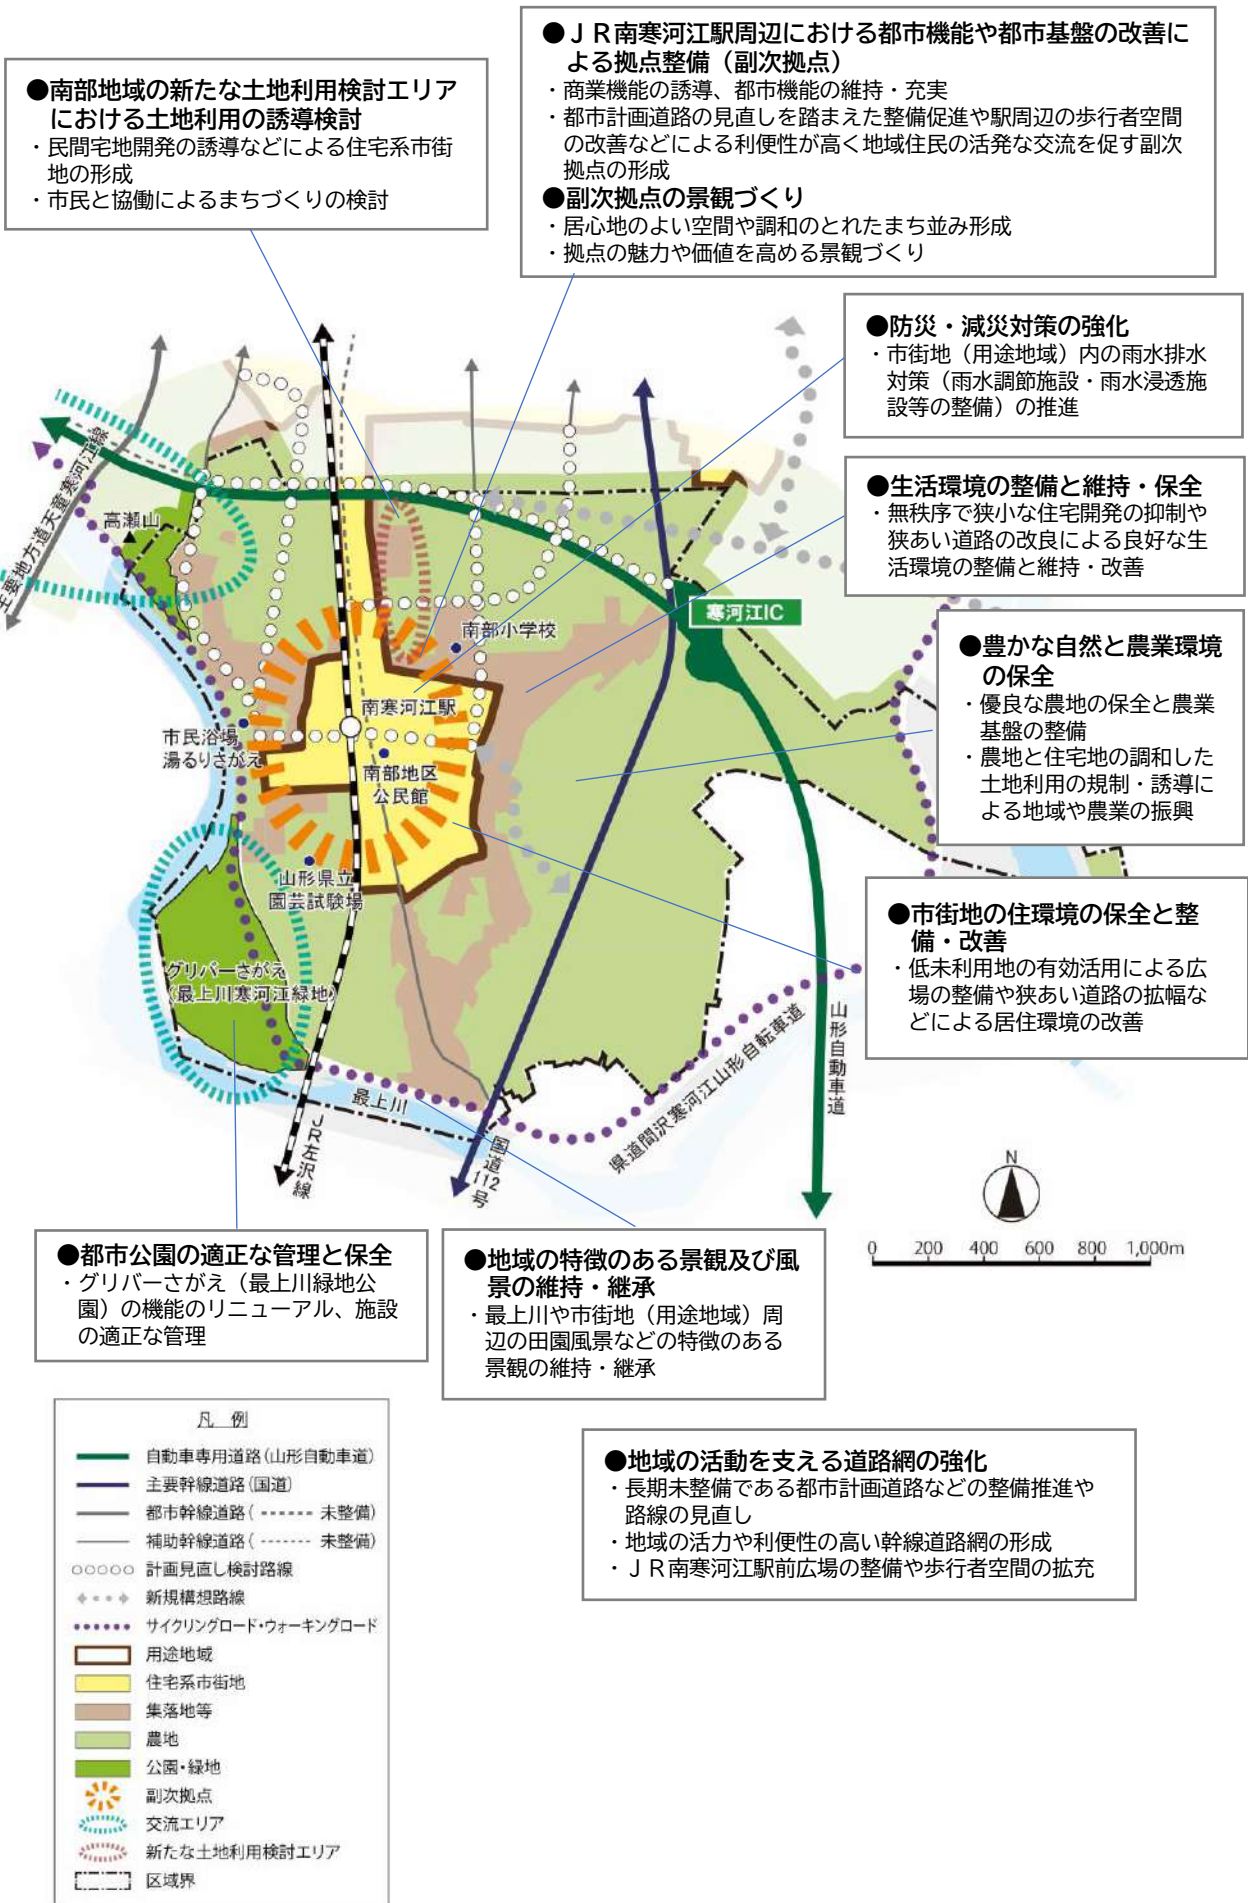 ●ＪＲ南寒河江駅周辺における都市機能や都市基盤の改善に
よる拠点整備（副次拠点）
・商業機能の誘導、都市機能の維持・充実
・都市計画道路の見直しを踏まえた整備促進や駅周辺の歩行者空間
の改善などによる利便性が高く地域住民の活発な交流を促す副次
拠点の形成
●副次拠点の景観づくり
・居心地のよい空間や調和のとれたまち並み形成
・拠点の魅力や価値を高める景観づくり
●南部地域の新たな土地利用検討エリア
における土地利用の誘導検討
・民間宅地開発の誘導などによる住宅系市街
地の形成
・市民と協働によるまちづくりの検討
●防災・減災対策の強化
・市街地（用途地域）内の雨水排水
対策（雨水調節施設・雨水浸透施
設等の整備）の推進
●生活環境の整備と維持・保全
・無秩序で狭小な住宅開発の抑制や
狭あい道路の改良による良好な生
活環境の整備と維持・改善
●豊かな自然と農業環境
の保全
・優良な農地の保全と農業
基盤の整備
・農地と住宅地の調和した
土地利用の規制・誘導に
よる地域や農業の振興
●市街地の住環境の保全と整
備・改善
・低未利用地の有効活用による広
場の整備や狭あい道路の拡幅な
どによる居住環境の改善
主要地方道天童寒河江線
高瀬山
寒河江IC
南部小学校
南寒河江駅
市民浴場
湯るりさがえ
南部地区
公民館
山形県立
園芸試験場
グリバーさがえ
(最上川寒河江緑地)
最上川
ＪＲ左沢線
国道112号
県道間沢寒河江山形自転車道
山形自動車道
N
0 200 400 600 800 1,000m
●都市公園の適正な管理と保全
・グリバーさがえ（最上川緑地公
園）の機能のリニューアル、施設
の適正な管理
●地域の特徴のある景観及び風
景の維持・継承
・最上川や市街地（用途地域）周
辺の田園風景などの特徴のある
景観の維持・継承
●地域の活動を支える道路網の強化
・長期未整備である都市計画道路などの整備推進や
路線の見直し
・地域の活力や利便性の高い幹線道路網の形成
・ＪＲ南寒河江駅前広場の整備や歩行者空間の拡充
凡 例
自動車専用道路(山形自動車道)
主要幹線道路(国道)
都市幹線道路( ------ 未整備)
補助幹線道路( ------- 未整備)
計画見直し検討路線
新規構想路線
サイクリングロード・ウォーキングロード
用途地域
住宅系市街地
集落地等
農地
公園・緑地
副次拠点
交流エリア
新たな土地利用検討エリア
区域界